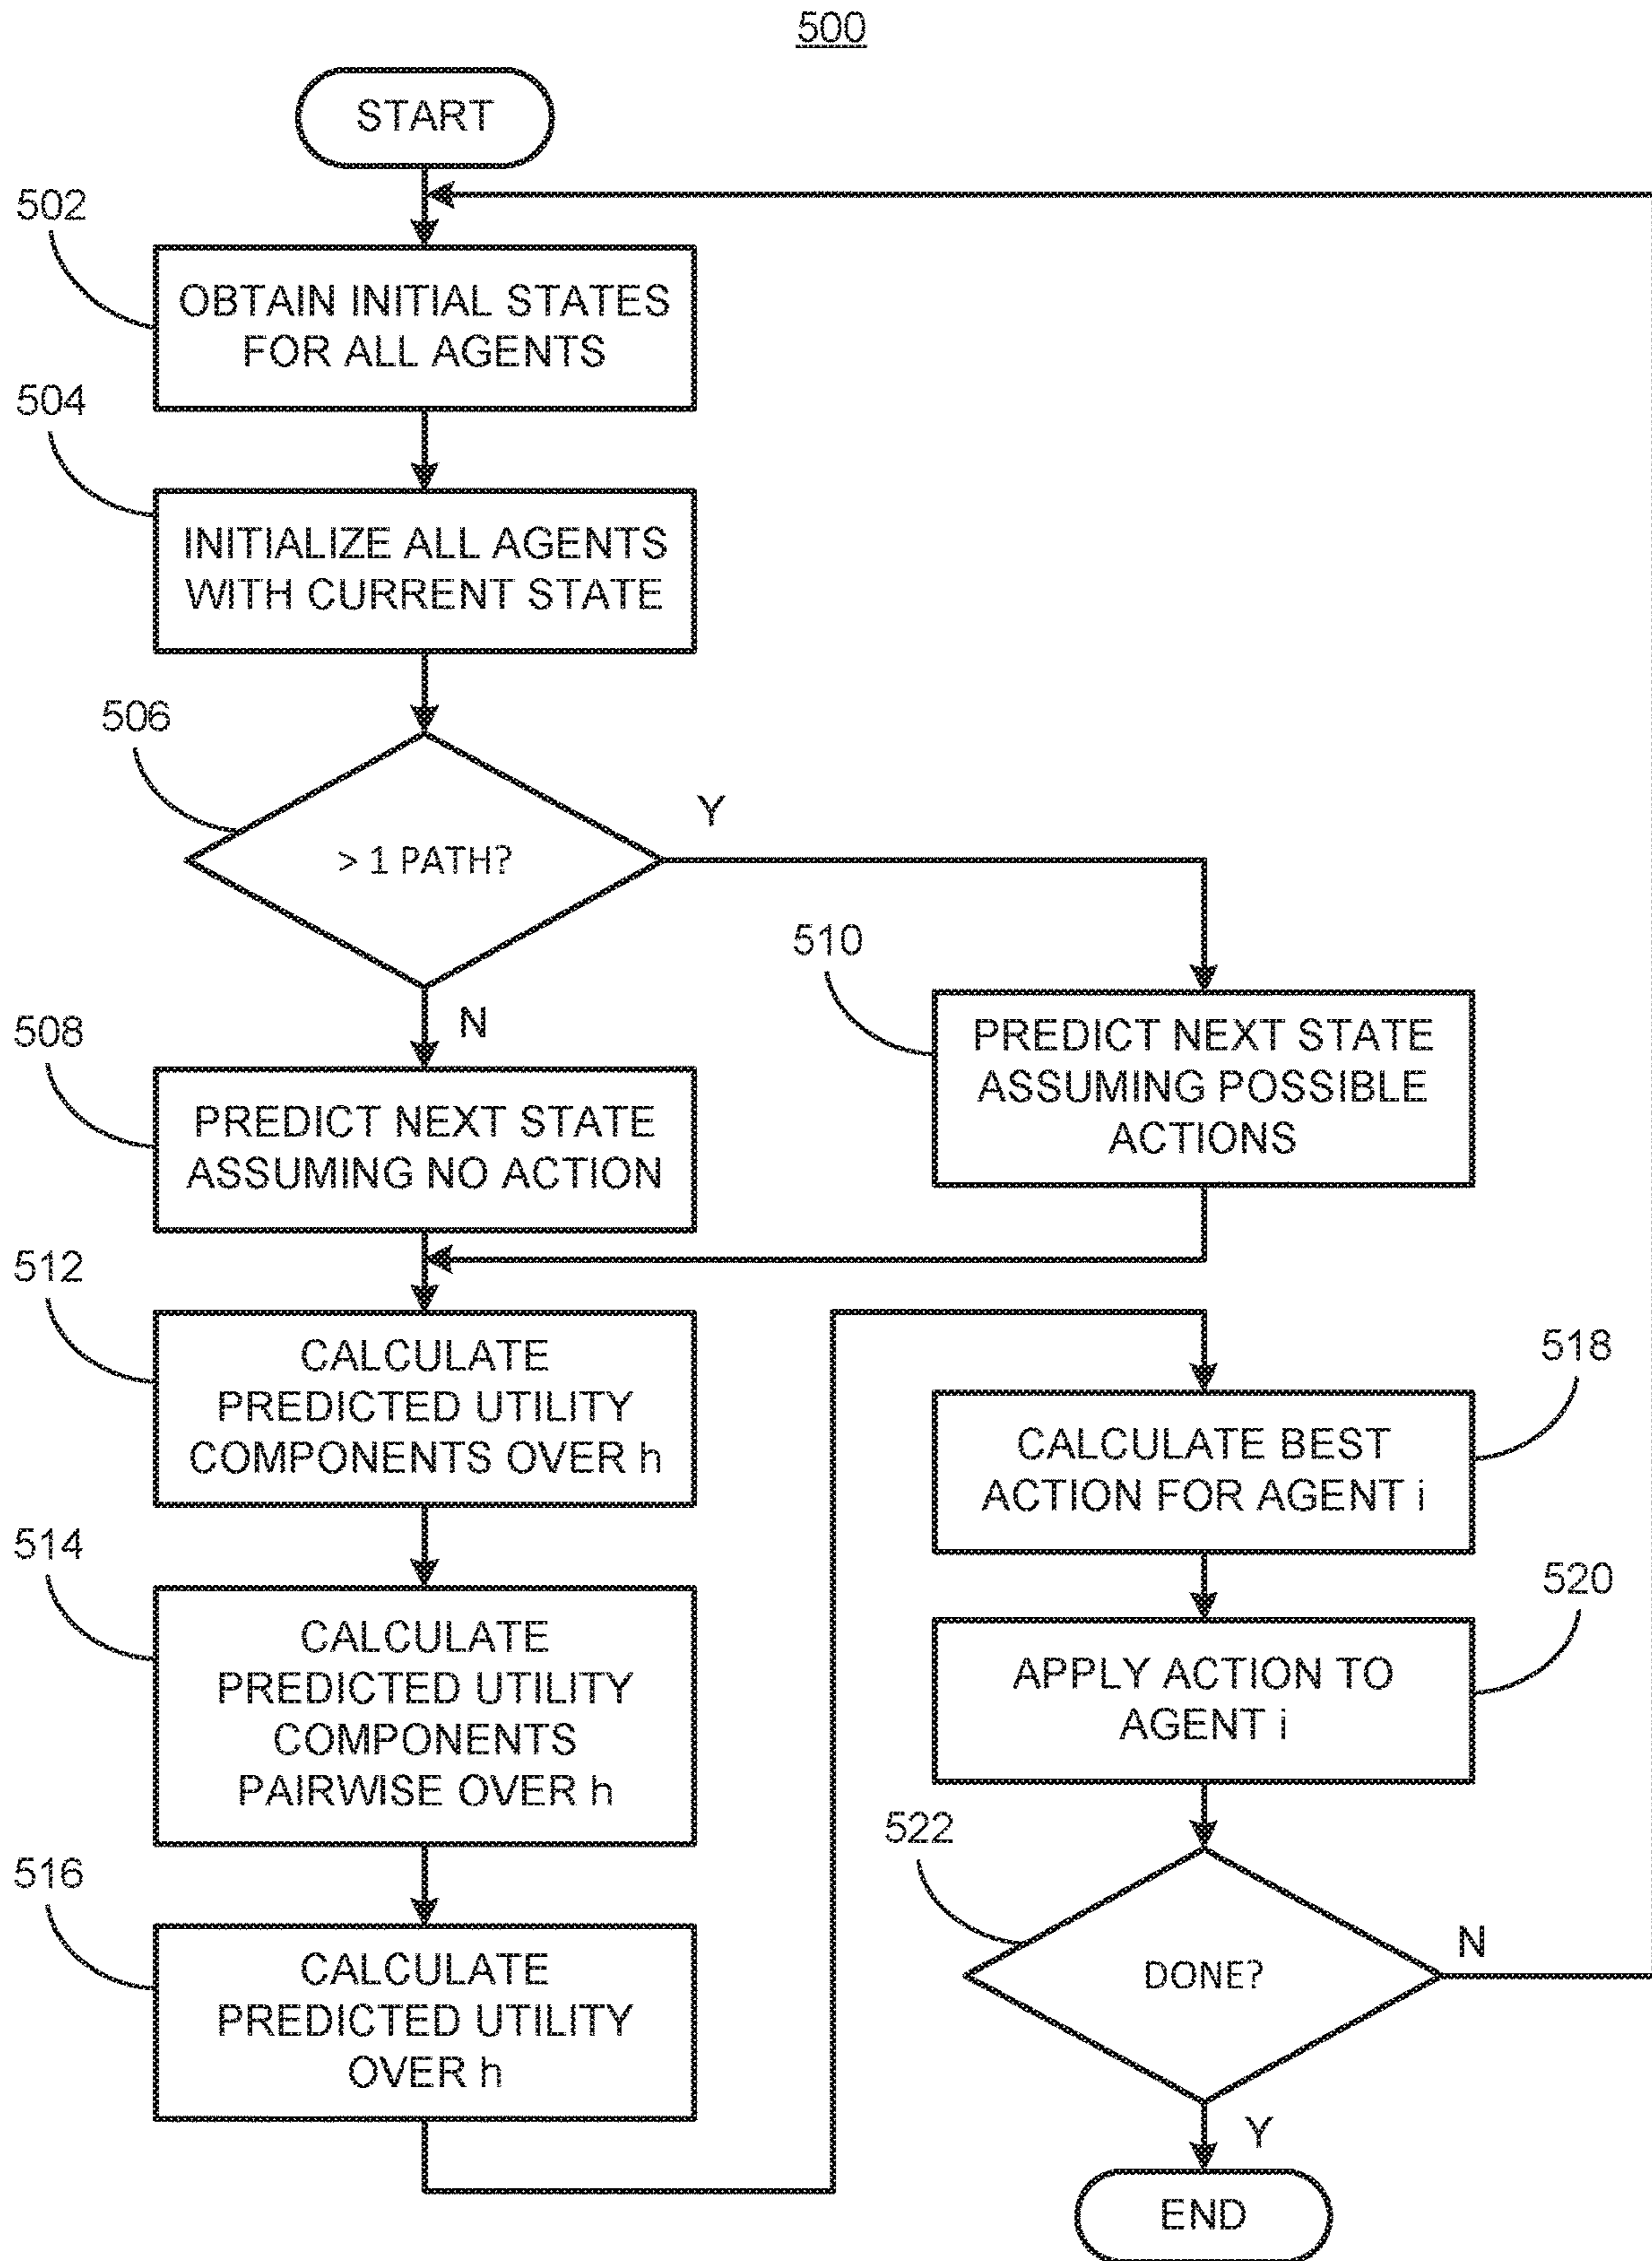 500
START
502
OBTAIN INITIAL STATES
FOR ALL AGENTS
504
INITIALIZE ALL AGENTS
WITH CURRENT STATE
506
> 1 PATH?
Y
N
508
PREDICT NEXT STATE
ASSUMING NO ACTION
510
PREDICT NEXT STATE
ASSUMING POSSIBLE
ACTIONS
512
CALCULATE
PREDICTED UTILITY
COMPONENTS OVER h
514
CALCULATE
PREDICTED UTILITY
COMPONENTS
PAIRWISE OVER h
516
CALCULATE
PREDICTED UTILITY
OVER h
518
CALCULATE BEST
ACTION FOR AGENT i
520
APPLY ACTION TO
AGENT i
522
DONE?
N
Y
END